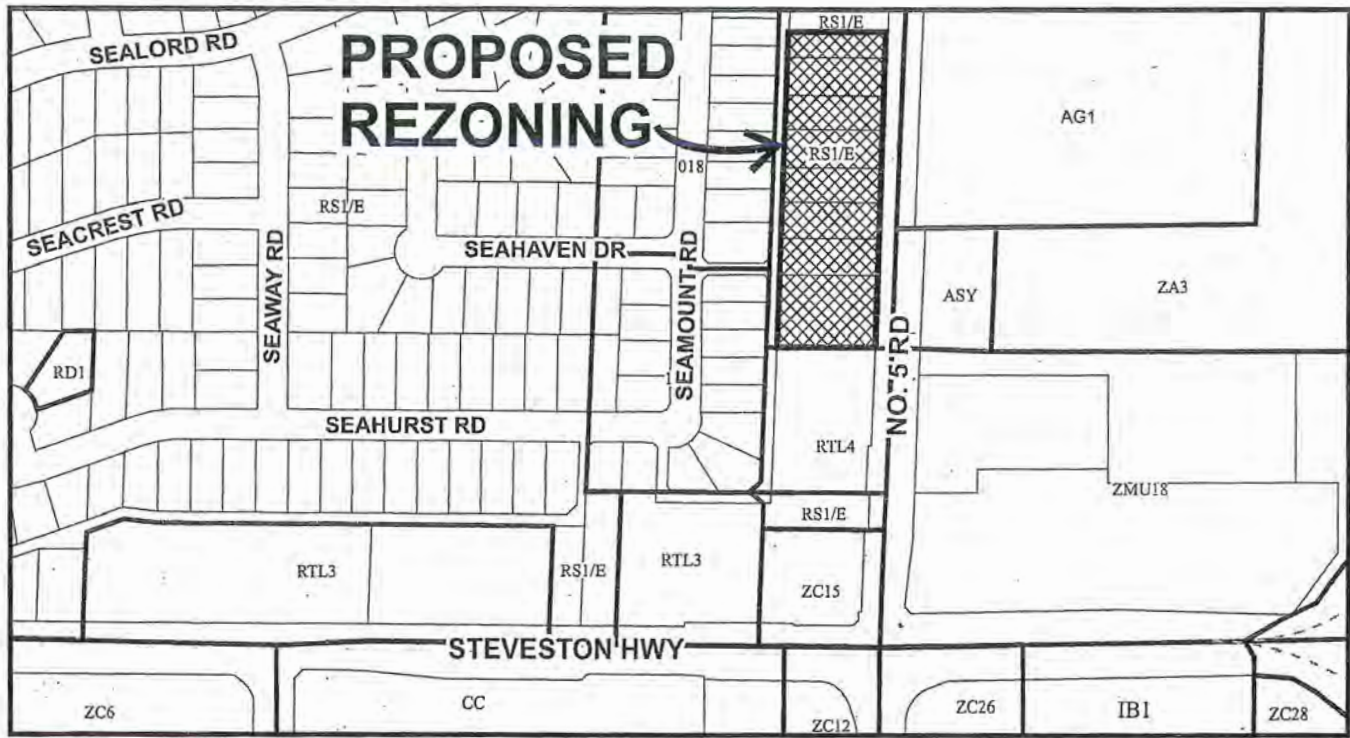 RS1/E
SEALORD RD
PROPOSED
REZONING
AG1
RS1/E
018
SEACREST RD
RS1/E
SEAHAVEN DR
SEAWAY RD
SEAMOUNT RD
ASY
ZA3
NO. 5 RD
RD1
SEAHURST RD
RTL4
ZMU18
RS1/E
RTL3
RS1/E
RTL3
ZC15
STEVESTON HWY
ZC6
CC
ZC12
ZC26
IB1
ZC28